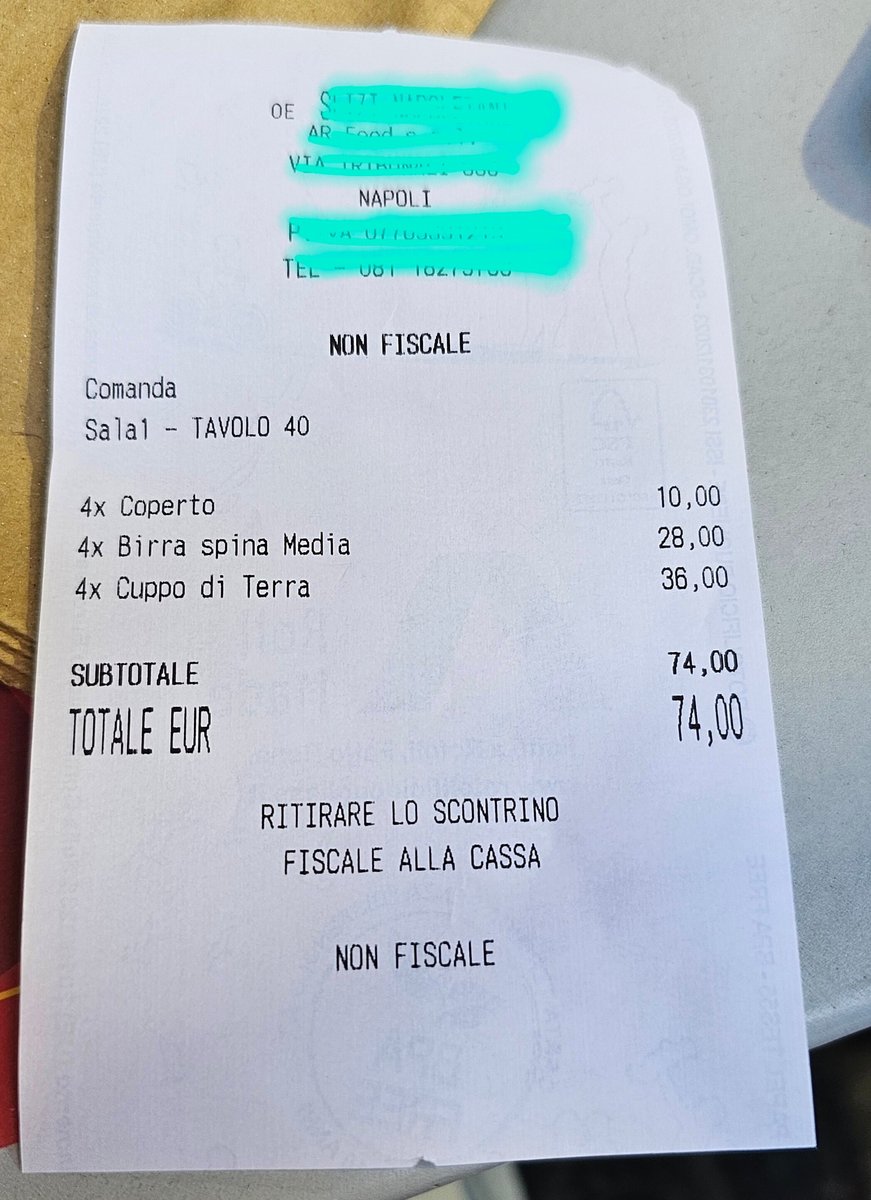 OE
NAPOLI
TEL -
NON FISCALE
Comanda
Sala1 - TAVOLO 40
4x Coperto 10,00
4x Birra spina Media 28,00
4x Cuppo di Terra 36,00
SUBTOTALE 74,00
TOTALE EUR 74,00
RITIRARE LO SCONTRINO
FISCALE ALLA CASSA
NON FISCALE